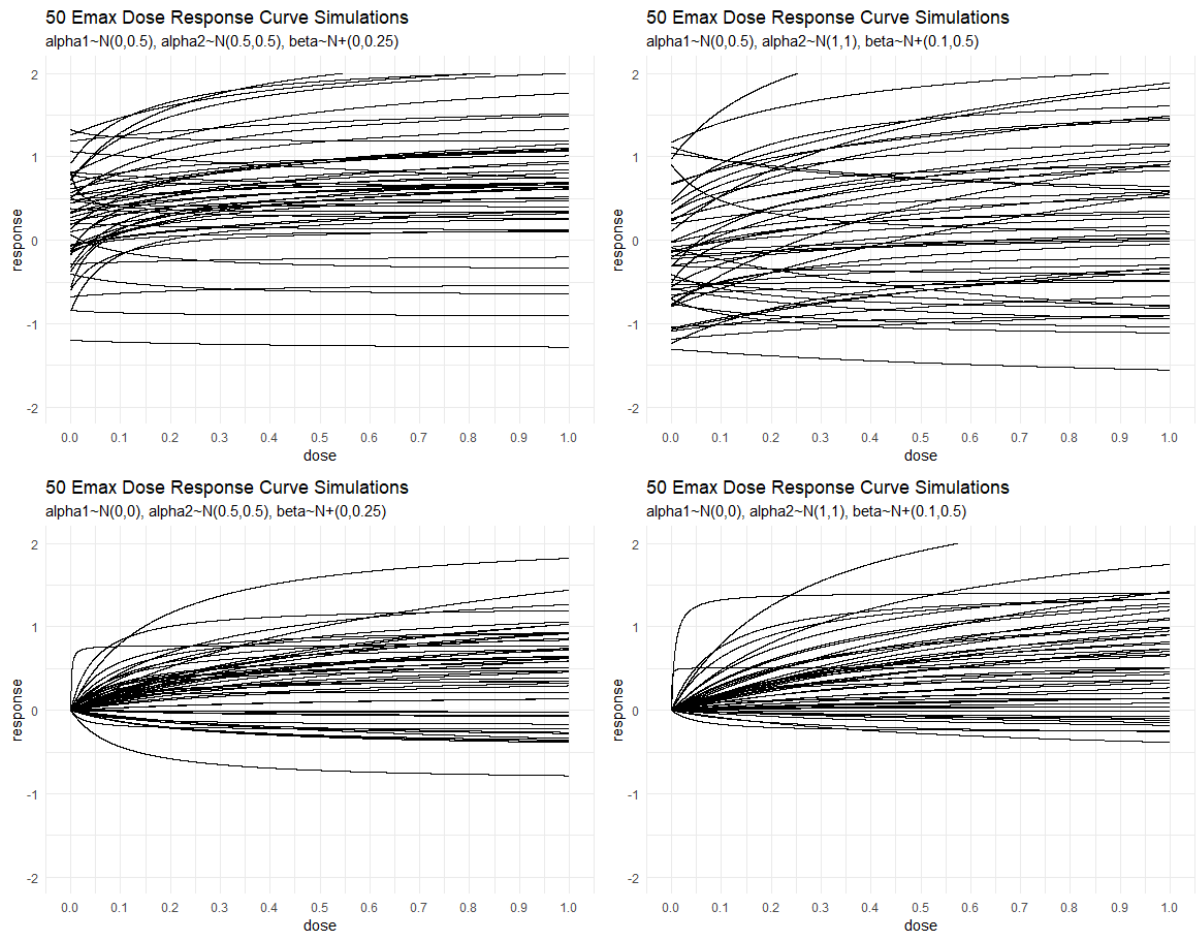 50 Emax Dose Response Curve Simulations
alpha1~N(0,0.5), alpha2~N(0.5,0.5), beta~N+(0,0.25)
2
1
0
-1
-2
response
0.0 0.1 0.2 0.3 0.4 0.5 0.6 0.7 0.8 0.9 1.0
dose
50 Emax Dose Response Curve Simulations
alpha1~N(0,0.5), alpha2~N(1,1), beta~N+(0.1,0.5)
2
1
0
-1
-2
response
0.0 0.1 0.2 0.3 0.4 0.5 0.6 0.7 0.8 0.9 1.0
dose
50 Emax Dose Response Curve Simulations
alpha1~N(0,0), alpha2~N(0.5,0.5), beta~N+(0,0.25)
2
1
0
-1
-2
response
0.0 0.1 0.2 0.3 0.4 0.5 0.6 0.7 0.8 0.9 1.0
dose
50 Emax Dose Response Curve Simulations
alpha1~N(0,0), alpha2~N(1,1), beta~N+(0.1,0.5)
2
1
0
-1
-2
response
0.0 0.1 0.2 0.3 0.4 0.5 0.6 0.7 0.8 0.9 1.0
dose